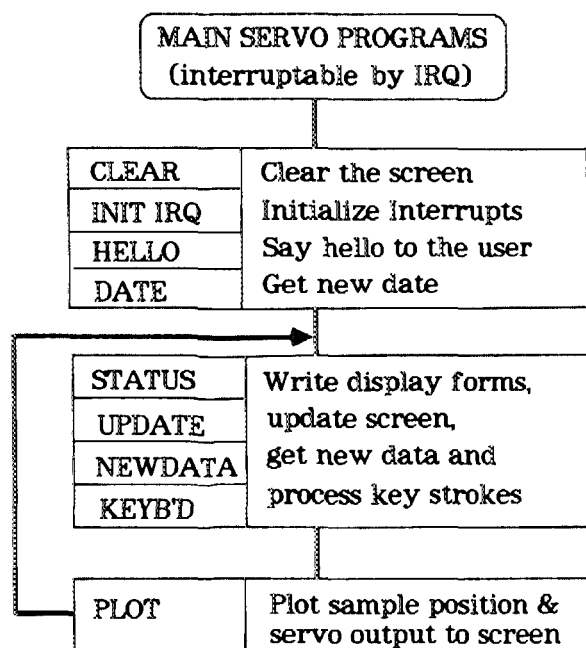 MAIN SERVO PROGRAMS
(interruptable by IRQ)
CLEAR Clear the screen
INIT IRQ Initialize Interrupts
HELLO Say hello to the user
DATE Get new date
STATUS Write display forms,
UPDATE update screen,
NEWDATA get new data and
KEYB'D process key strokes
PLOT Plot sample position &
servo output to screen